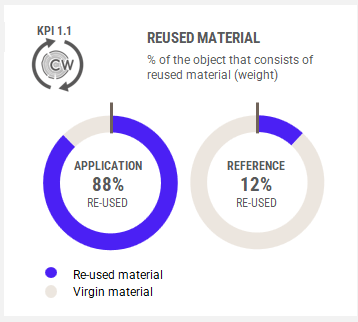 KPI 1.1
CW
REUSED MATERIAL
% of the object that consists of
reused material (weight)
APPLICATION
88%
RE-USED
REFERENCE
12%
RE-USED
Re-used material
Virgin material